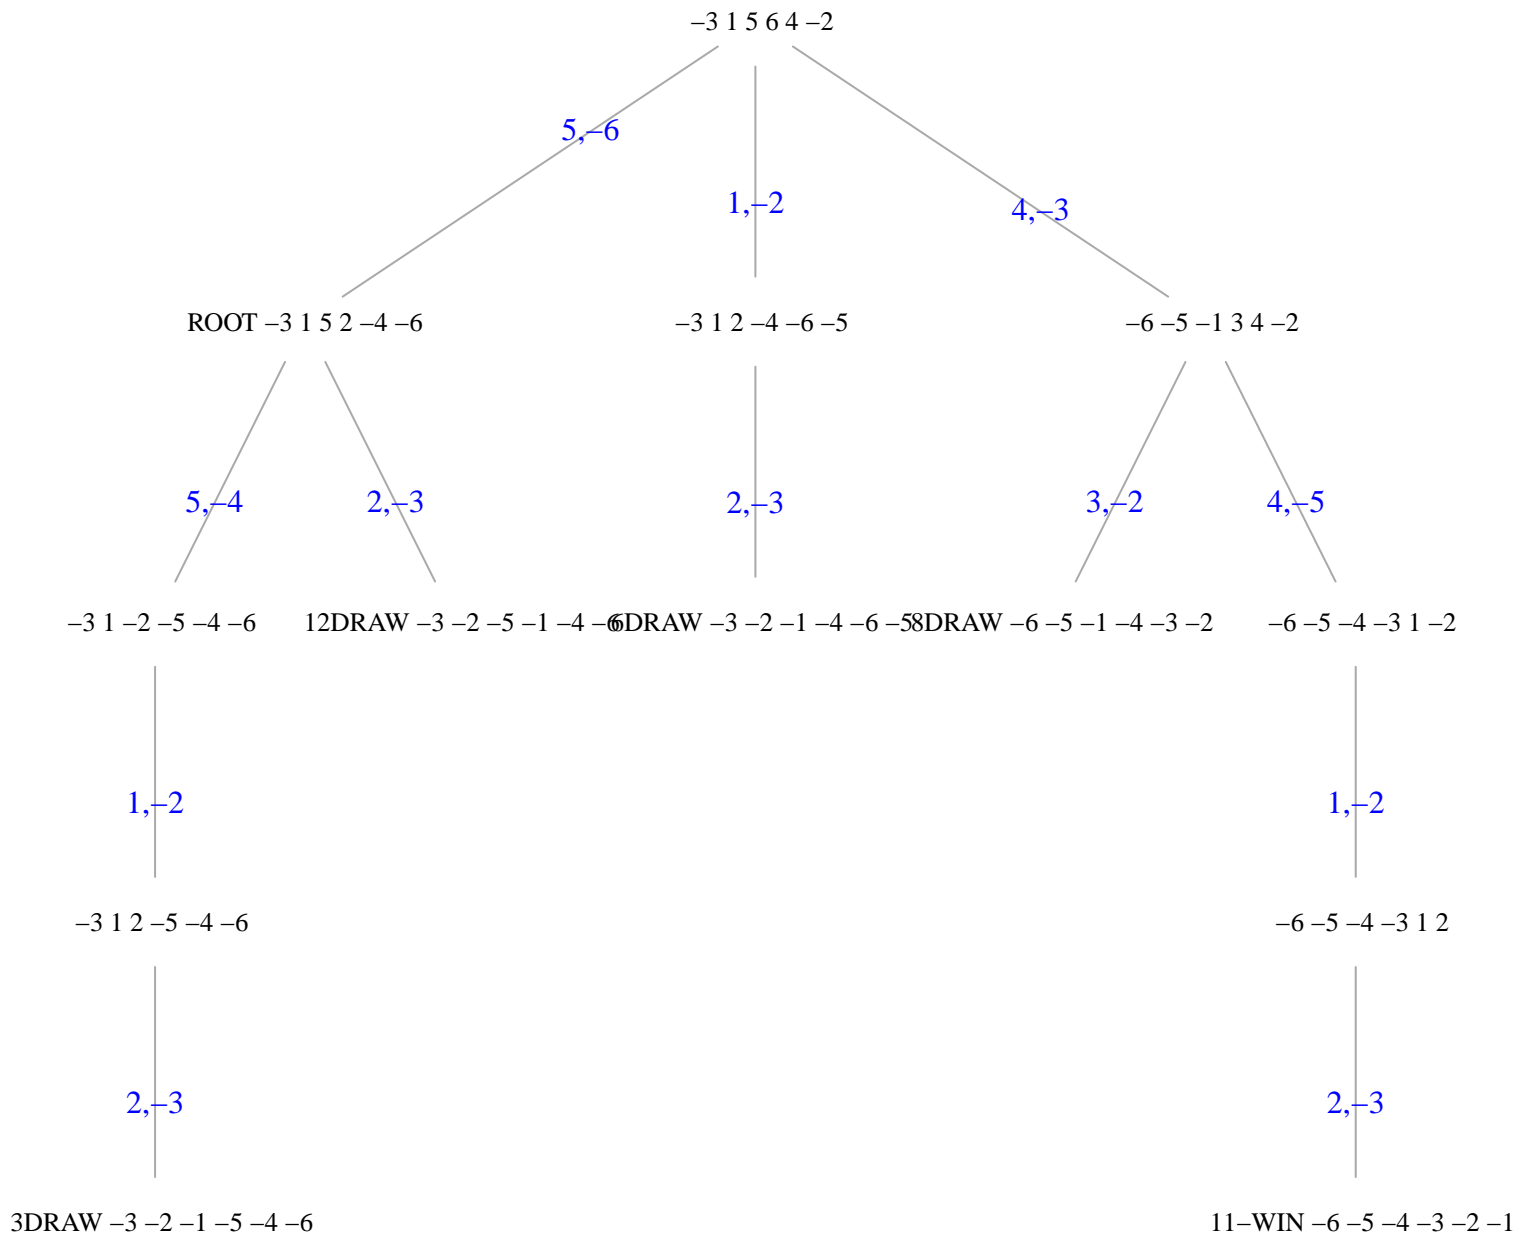 –3 1 5 6 4 –2
5,–6
1,–2
4,–3
ROOT –3 1 5 2 –4 –6
–3 1 2 –4 –6 –5
–6 –5 –1 3 4 –2
5,–4
2,–3
2,–3
3,–2
4,–5
–3 1 –2 –5 –4 –6
12DRAW –3 –2 –5 –1 –4 –6
6DRAW –3 –2 –1 –4 –6 –5
8DRAW –6 –5 –1 –4 –3 –2
–6 –5 –4 –3 1 –2
1,–2
1,–2
–3 1 2 –5 –4 –6
–6 –5 –4 –3 1 2
2,–3
2,–3
3DRAW –3 –2 –1 –5 –4 –6
11–WIN –6 –5 –4 –3 –2 –1